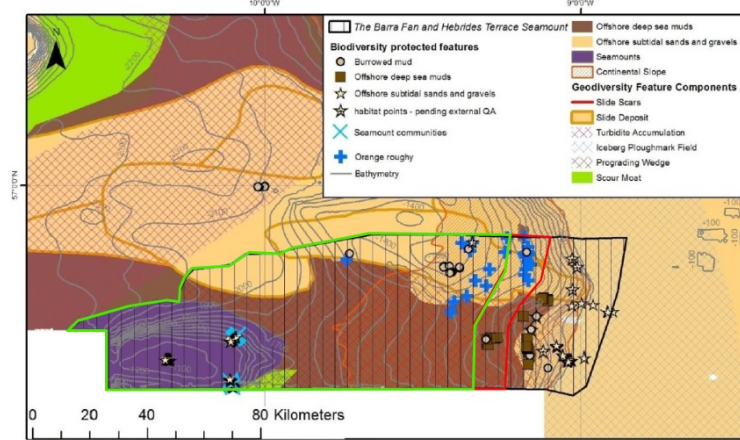 10°0'0"W
9°0'0"W
N
57°0'N
The Barra Fan and Hebrides Terrace Seamount
Biodiversity protected features
Burrowed mud
Offshore deep sea muds
Offshore subtidal sands and gravels
habitat points - pending external QA
Seamount communities
Orange roughy
Bathymetry
Offshore deep sea muds
Offshore subtidal sands and gravels
Seamounts
Continental Slope
Geodiversity Feature Components
Slide Scars
Slide Deposit
Turbidite Accumulation
Iceberg Ploughmark Field
Prograding Wedge
Scour Moat
-100
-100
-100
0 20 40 60 80 Kilometers